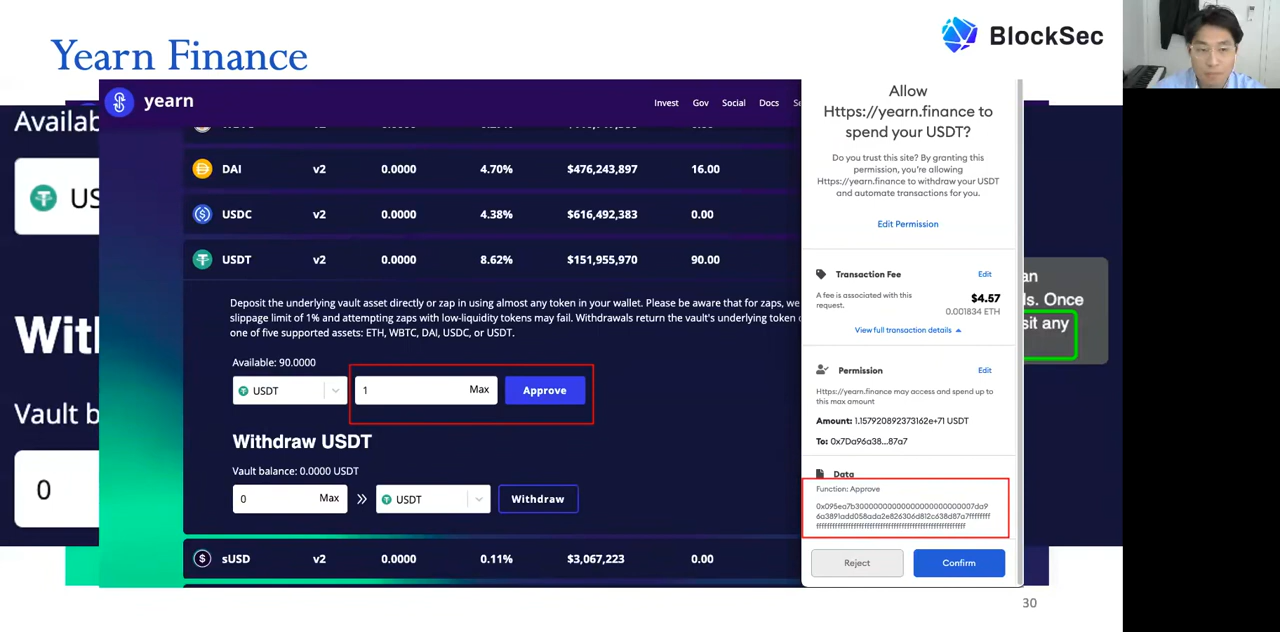 Yearn Finance
BlockSec
yearn
Invest Gov Social Docs
DAI v2 0.0000 4.70% $476,243,897 16.00
USDC v2 0.0000 4.38% $616,492,383 0.00
USDT v2 0.0000 8.62% $151,955,970 90.00
Deposit the underlying vault asset directly or zap in using almost any token in your wallet. Please be aware that for zaps, we
slippage limit of 1% and attempting zaps with low-liquidity tokens may fail. Withdrawals return the vault's underlying token
one of five supported assets: ETH, WBTC, DAI, USDC, or USDT.
Available: 90.0000
USDT 1 Max Approve
Withdraw USDT
Vault balance: 0.0000 USDT
0 Max » USDT Withdraw
sUSD v2 0.0000 0.11% $3,067,223 0.00
Allow
Https://yearn.finance to
spend your USDT?
Do you trust this site? By granting this
permission, you're allowing
Https://yearn.finance to withdraw your USDT
and automate transactions for you.
Edit Permission
Transaction Fee Edit
A fee is associated with this
request.
$4.57
0.001834 ETH
View full transaction details
Permission Edit
Https://yearn.finance may access and spend up to
this max amount
Amount: 1.157920892373162e+71 USDT
To: 0x7Da96a38...87a7
Data
Function: Approve
Reject Confirm
Vault b
0
sit any
30